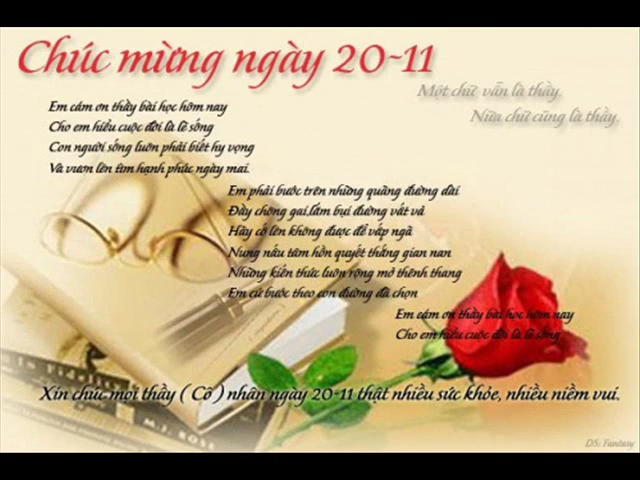 Chúc mừng ngày 20-11
Một chữ vẫn là thầy.
Nửa chữ cũng là thầy.
Em cám ơn thầy bài học hôm nay
Cho em hiểu cuộc đời là lẽ sống
Con người sống luôn phải biết hy vọng
Và vươn lên tìm hạnh phúc ngày mai.
Em phải bước trên những quãng đường dài
Đầy chông gai, lấm bụi đường vất vả
Hãy cố lên không được để vấp ngã
Nung nấu tâm hồn quyết thắng gian nan
Những kiến thức luôn rộng mở thênh thang
Em cứ bước theo con đường đã chọn
Em cám ơn thầy bài học hôm nay
Cho em hiểu cuộc đời là lẽ sống
Xin chúc mọi thầy ( Cô ) nhân ngày 20-11 thật nhiều sức khỏe, nhiều niềm vui.
M.J. ROSE
DS: Fantasy